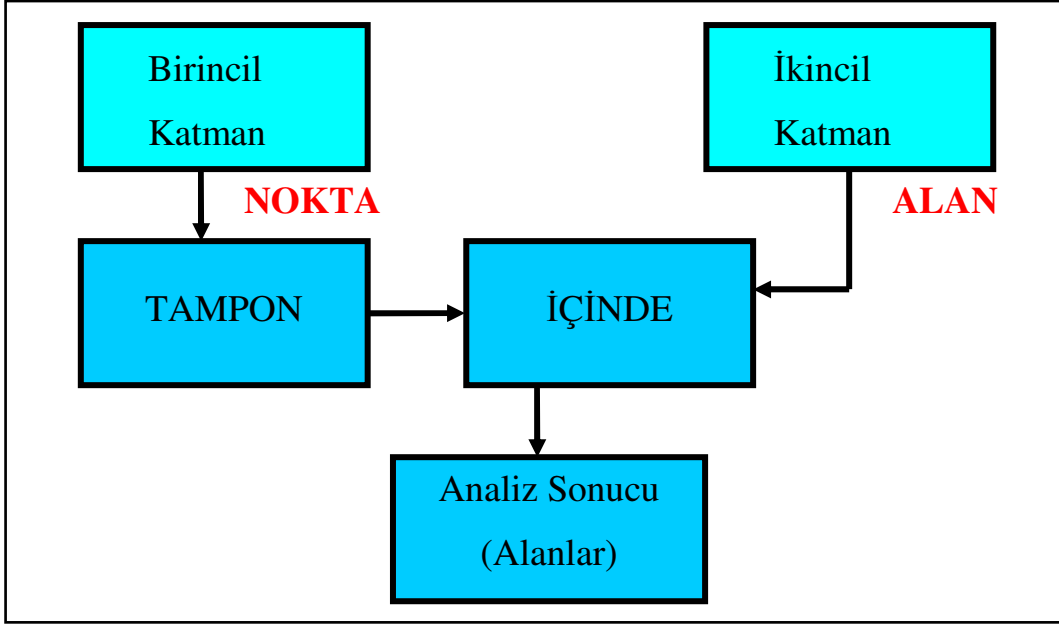 Birincil
Katman
İkincil
Katman
NOKTA
ALAN
TAMPON
İÇİNDE
Analiz Sonucu
(Alanlar)